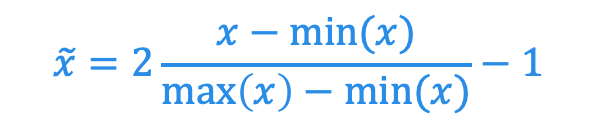 x̃ = 2 (x − min(x)) / (max(x) − min(x)) − 1